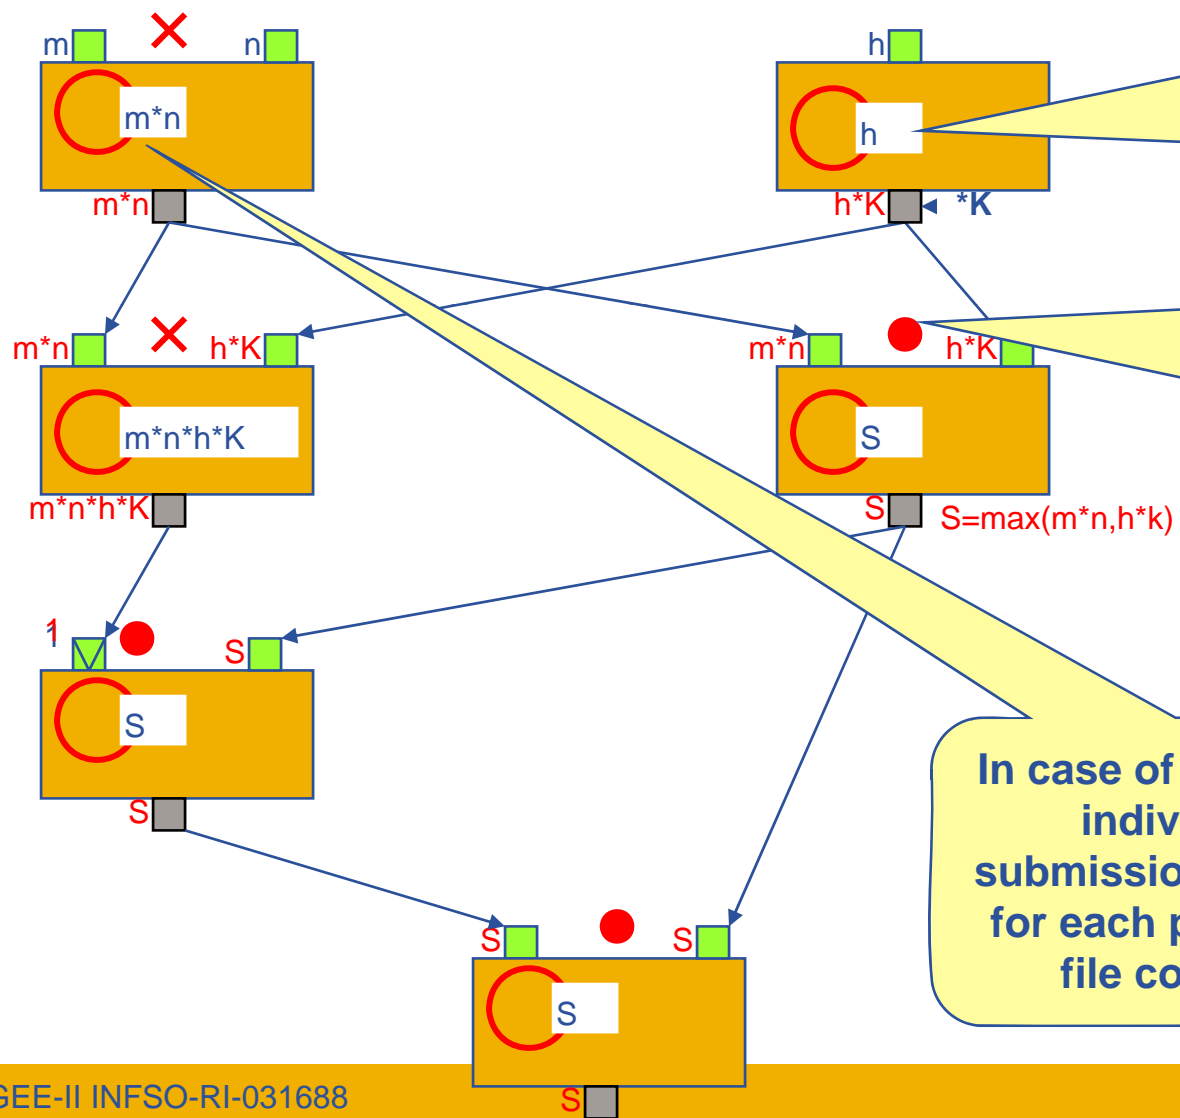 m
n
h
m*n
h
m*n
h*K
*K
m*n
h*K
m*n
h*K
m*n*h*K
S
m*n*h*K
S
S=max(m*n,h*k)
1
S
S
S
In case of
indiv
submissio
for each p
file co
S
S
S
GEE-II INFSO-RI-031688
S